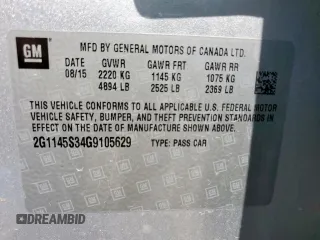 GM
MFD BY GENERAL MOTORS OF CANADA LTD.
DATE GVWR GAWR FRT GAWR RR
08/15 2220 KG 1145 KG 1075 KG
4894 LB 2525 LB 2369 LB
THIS VEHICLE CONFORMS TO ALL APPLICABLE U.S. FEDERAL MOTOR
VEHICLE SAFETY, BUMPER, AND THEFT PREVENTION STANDARDS
IN EFFECT ON THE DATE OF MANUFACTURE SHOWN ABOVE.
2G1145S34G9105629 TYPE: PASS CAR
AUTOBIDCAR